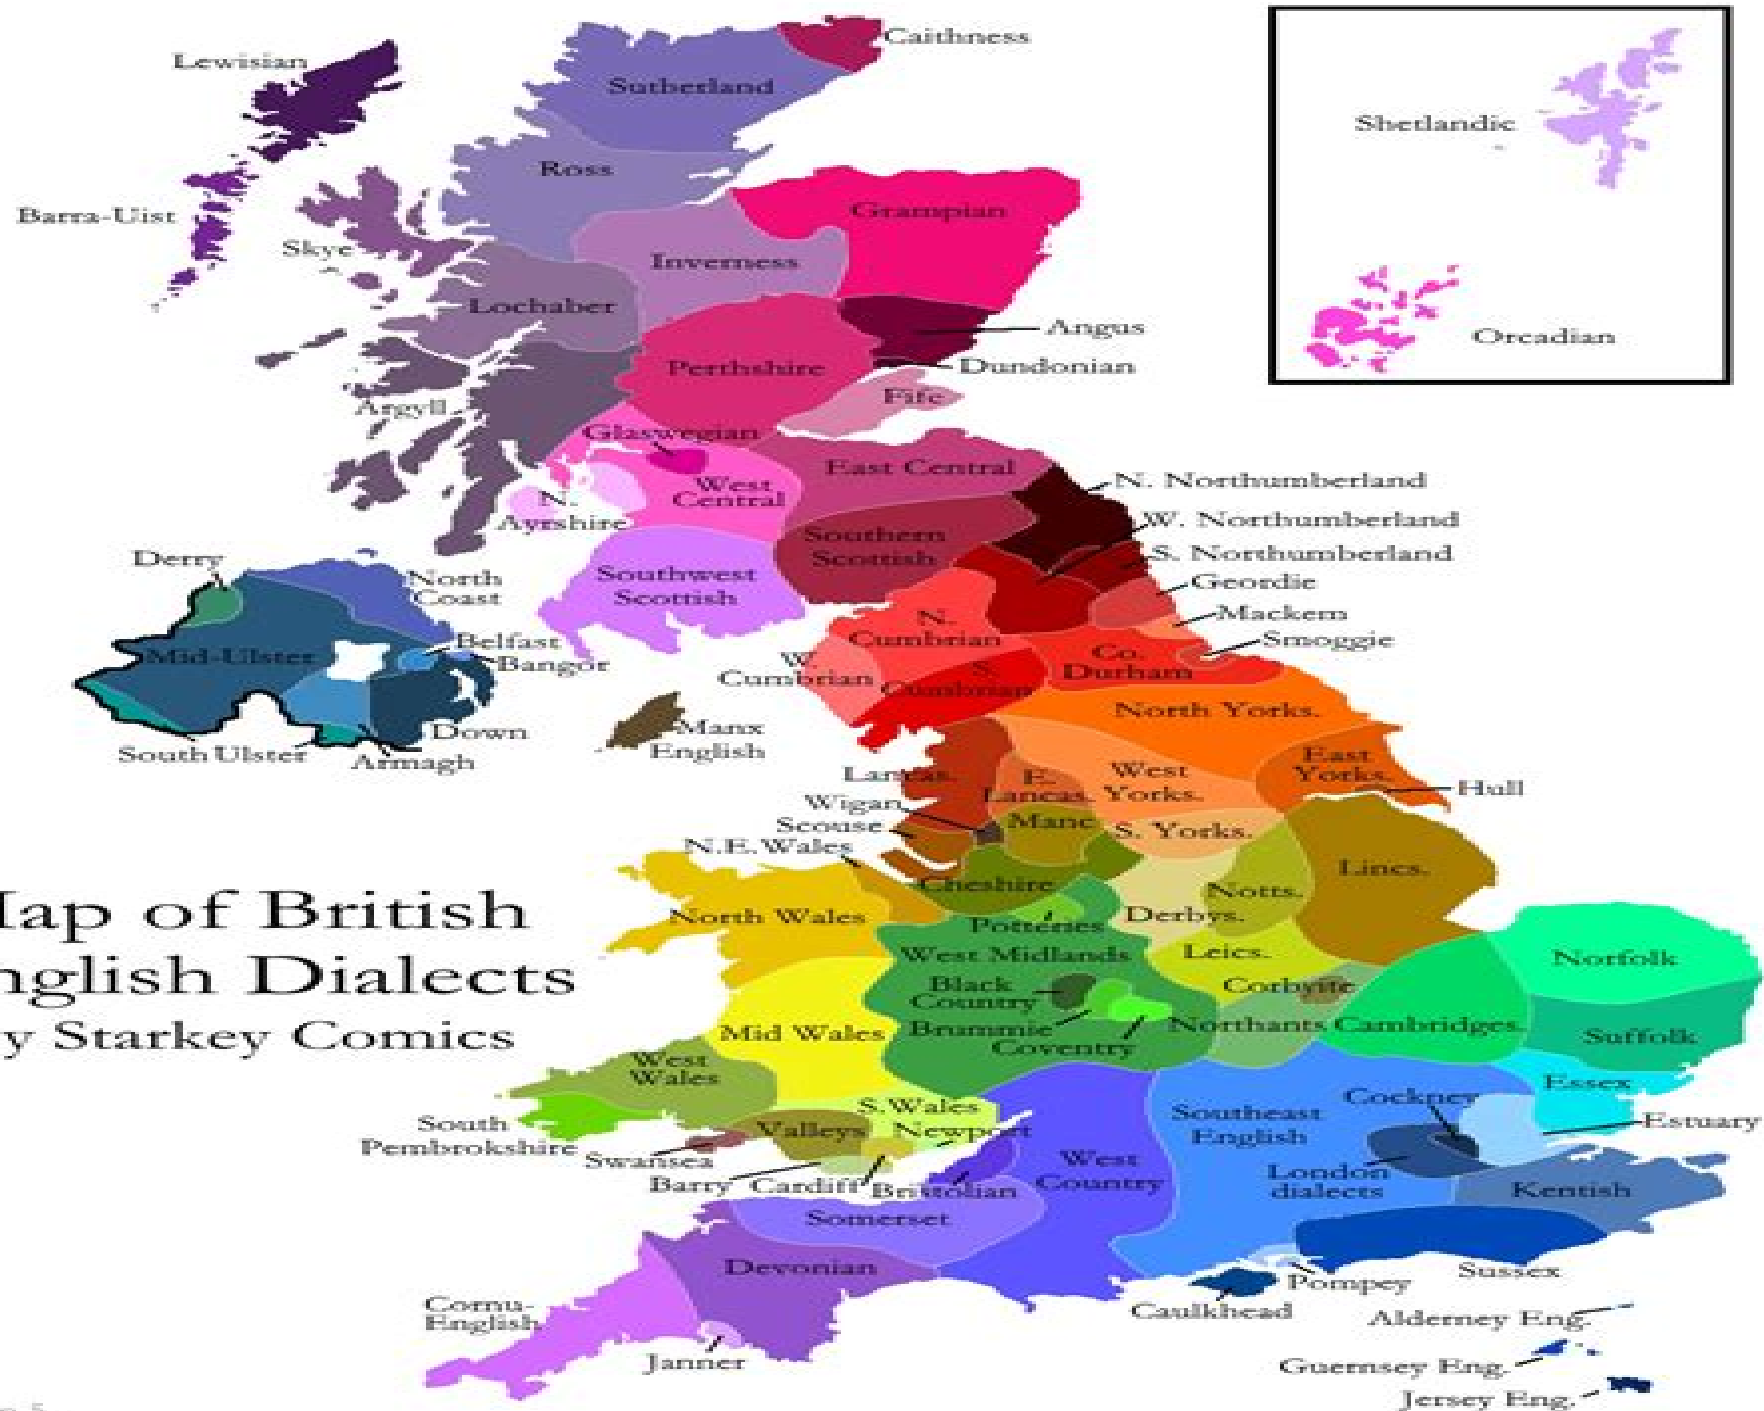 Caithness
Lewisian
Sutherland
Shetlandic
Ross
Barra-Uist
Grampian
Skye
Inverness
Lochaber
Angus
Orcadian
Perthshire
Dundonian
Fife
Argyll
Glaswegian
East Central
West
Central
N. Northumberland
N.
Ayrshire
W. Northumberland
Southern
Scottish
S. Northumberland
Derry
North
Coast
Southwest
Scottish
Geordie
Mackem
N.
Cumbrian
Smoggie
Belfast
Mid-Ulster
Bangor
Co.
Durham
W.
Cumbrian
S.
Cumbrian
North Yorks.
Manx
English
Down
South Ulster
Armagh
East
Yorks.
Lancas.
E.
Lancas.
West
Yorks.
Hull
Wigan
Scouse
Manc
S. Yorks.
N.E. Wales
Lincs.
Cheshire
Notts.
Map of British
English Dialects
by Starkey Comics
North Wales
Potteries
Derbys.
West Midlands
Leics.
Norfolk
Black
Country
Corbyite
Brummie
Coventry
Northants
Cambridges.
Suffolk
Mid Wales
West
Wales
Essex
Cockney
S.Wales
Southeast
English
Estuary
South
Pembrokshire
Valleys
Newport
Swansea
West
Country
London
dialects
Barry
Cardiff
Bristolian
Kentish
Somerset
Devonian
Sussex
Pompey
Caulkhead
Cornu-
English
Alderney Eng.
Janner
Guernsey Eng.
Jersey Eng.